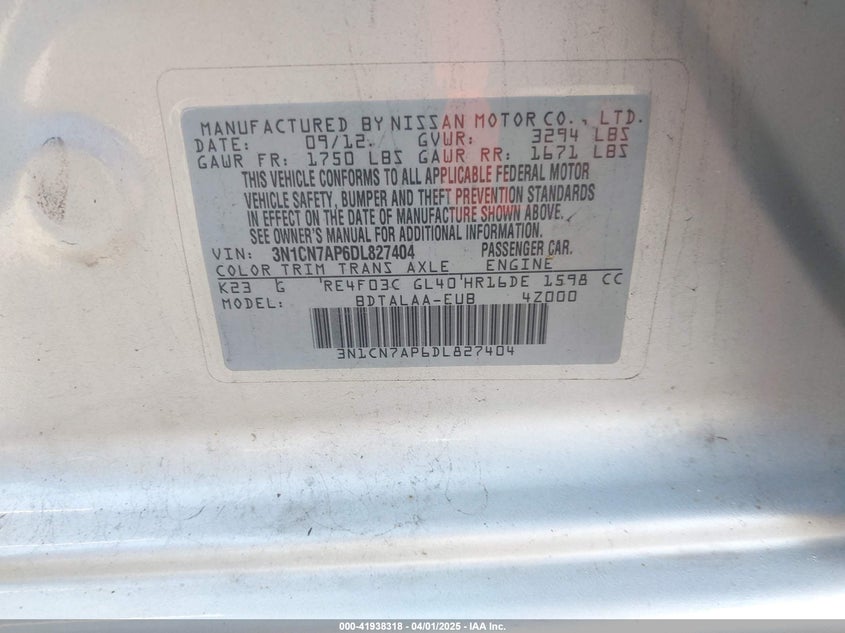 MANUFACTURED BY NISSAN MOTOR CO., LTD.
DATE: 09/12 GVWR: 3294 LBS
GAWR FR: 1750 LBS GAWR RR: 1671 LBS
THIS VEHICLE CONFORMS TO ALL APPLICABLE FEDERAL MOTOR
VEHICLE SAFETY, BUMPER AND THEFT PREVENTION STANDARDS
IN EFFECT ON THE DATE OF MANUFACTURE SHOWN ABOVE.
SEE OWNER'S MANUAL FOR ADDITIONAL INFORMATION.
VIN: 3N1CN7AP6DL827404 PASSENGER CAR.
COLOR TRIM TRANS AXLE ENGINE
K23 G RE4F03C GL40 HR16DE 1598 CC
MODEL: BDTALAA-EUB 4Z000
3N1CN7AP6DL827404
000-41938318 | 04/01/2025 | IAA Inc.